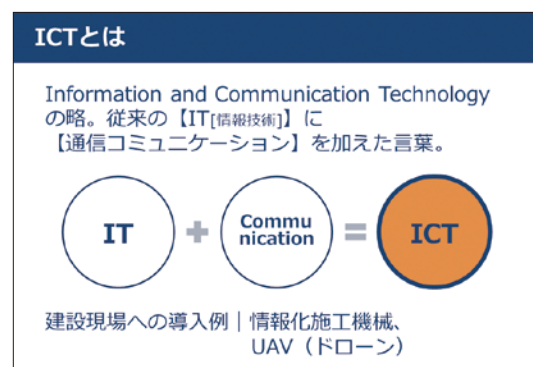 ICTとは
Information and Communication Technology
の略。従来の【IT[情報技術]】に
【通信コミュニケーション】を加えた言葉。
IT + Commu
nication = ICT
建設現場への導入例｜情報化施工機械、
UAV（ドローン）